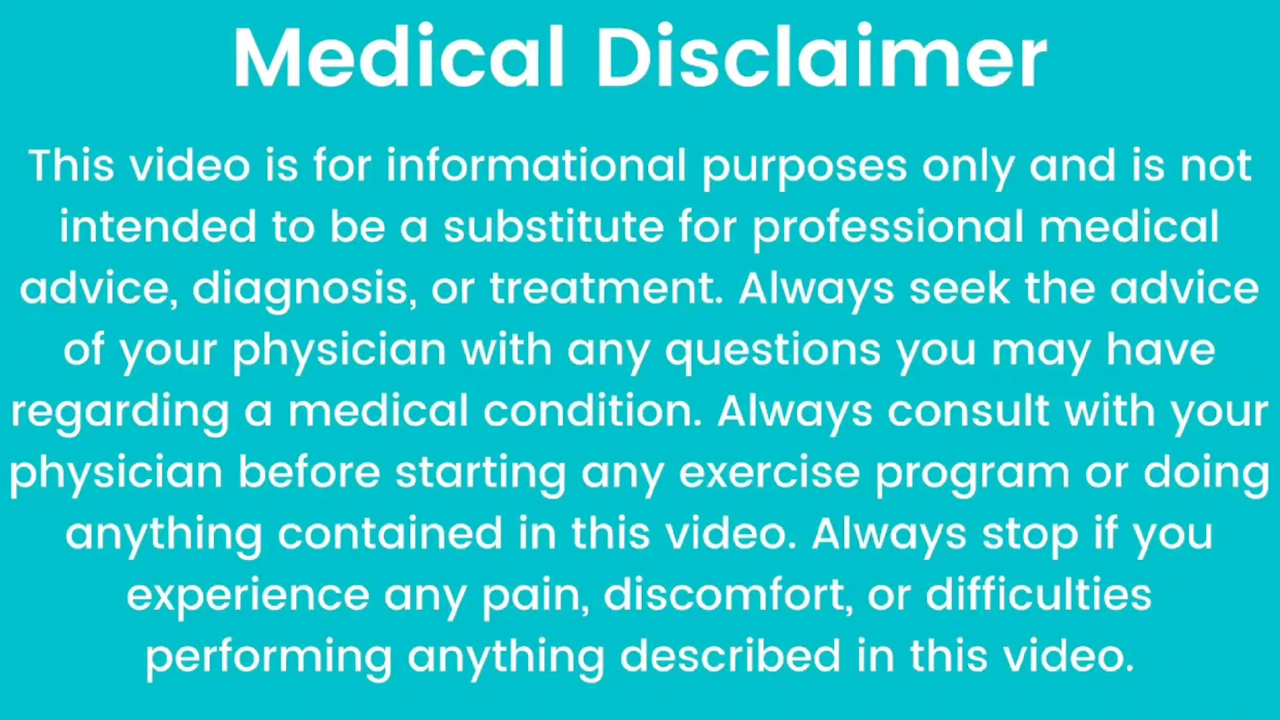 Medical Disclaimer
This video is for informational purposes only and is not
intended to be a substitute for professional medical
advice, diagnosis, or treatment. Always seek the advice
of your physician with any questions you may have
regarding a medical condition. Always consult with your
physician before starting any exercise program or doing
anything contained in this video. Always stop if you
experience any pain, discomfort, or difficulties
performing anything described in this video.